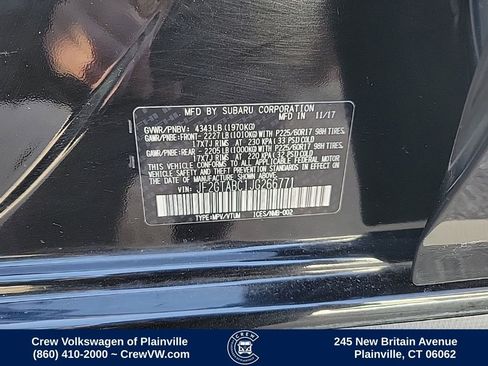 MFD BY SUBARU CORPORATION
MFD IN 11/17
GVWR/PNBV: 4343LB(1970KG)
GAWR/PNBE:FRONT- 2227LB(1010KG)WITH P225/60R17 98H TIRES.
17X7J RIMS AT 230 KPA(33 PSI)COLD
GAWR/PNBE:REAR - 2205LB(1000KG)WITH P225/60R17 98H TIRES.
17X7J RIMS AT 220 KPA(32 PSI)COLD
THIS VEHICLE CONFORMS TO ALL APPLICABLE
FEDERAL MOTOR VEHICLE SAFETY, BUMPER,
AND THEFT PREVENTION STANDARDS IN EFFECT ON
THE DATE OF MANUFACTURE
SHOWN ABOVE.
VIN: JF2GTABC1JG266771
TYPE:MPV/VTUM ICES/NMB-002
Crew Volkswagen of Plainville
(860) 410-2000 ~ CrewVW.com
CREW
245 New Britain Avenue
Plainville, CT 06062